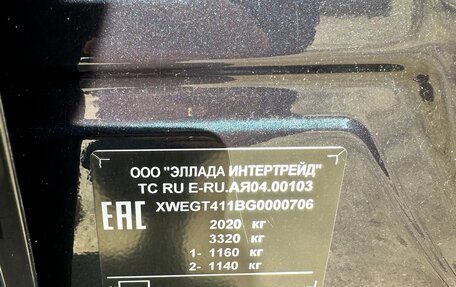 ООО "ЭЛЛАДА ИНТЕРТРЕЙД"
ТС RU Е-RU.АЯ04.00103
EAC XWEGT411BG0000706
2020 кг
3320 кг
1- 1160 кг
2- 1140 кг